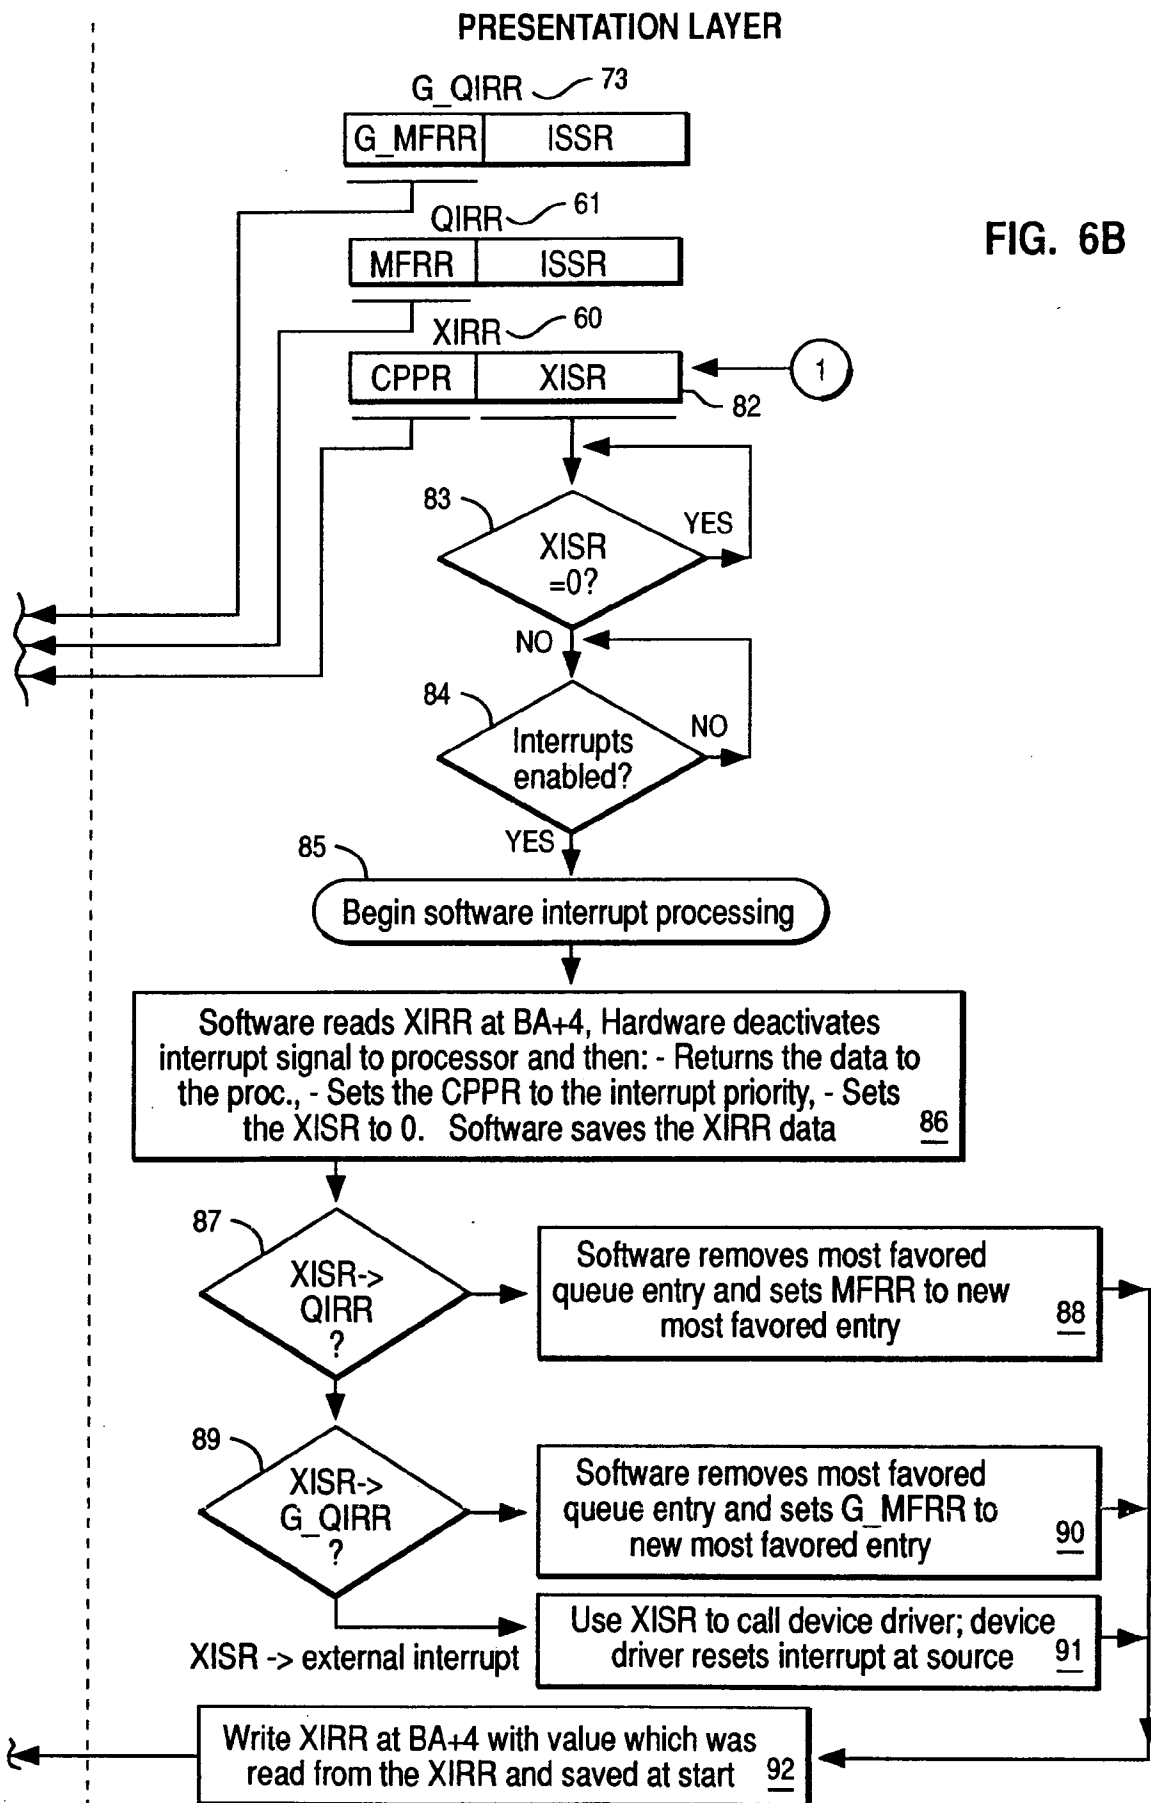 PRESENTATION LAYER
G_QIRR 73
G_MFRR ISSR
QIRR 61
FIG. 6B
MFRR ISSR
XIRR 60
CPPR XISR
1
82
83
XISR
=0?
YES
NO
84
Interrupts
enabled?
NO
YES
85
Begin software interrupt processing
Software reads XIRR at BA+4, Hardware deactivates
interrupt signal to processor and then: - Returns the data to
the proc., - Sets the CPPR to the interrupt priority, - Sets
the XISR to 0. Software saves the XIRR data 86
87
XISR->
QIRR
?
Software removes most favored
queue entry and sets MFRR to new
most favored entry 88
89
XISR->
G_QIRR
?
Software removes most favored
queue entry and sets G_MFRR to
new most favored entry 90
XISR -> external interrupt
Use XISR to call device driver; device
driver resets interrupt at source 91
Write XIRR at BA+4 with value which was
read from the XIRR and saved at start 92